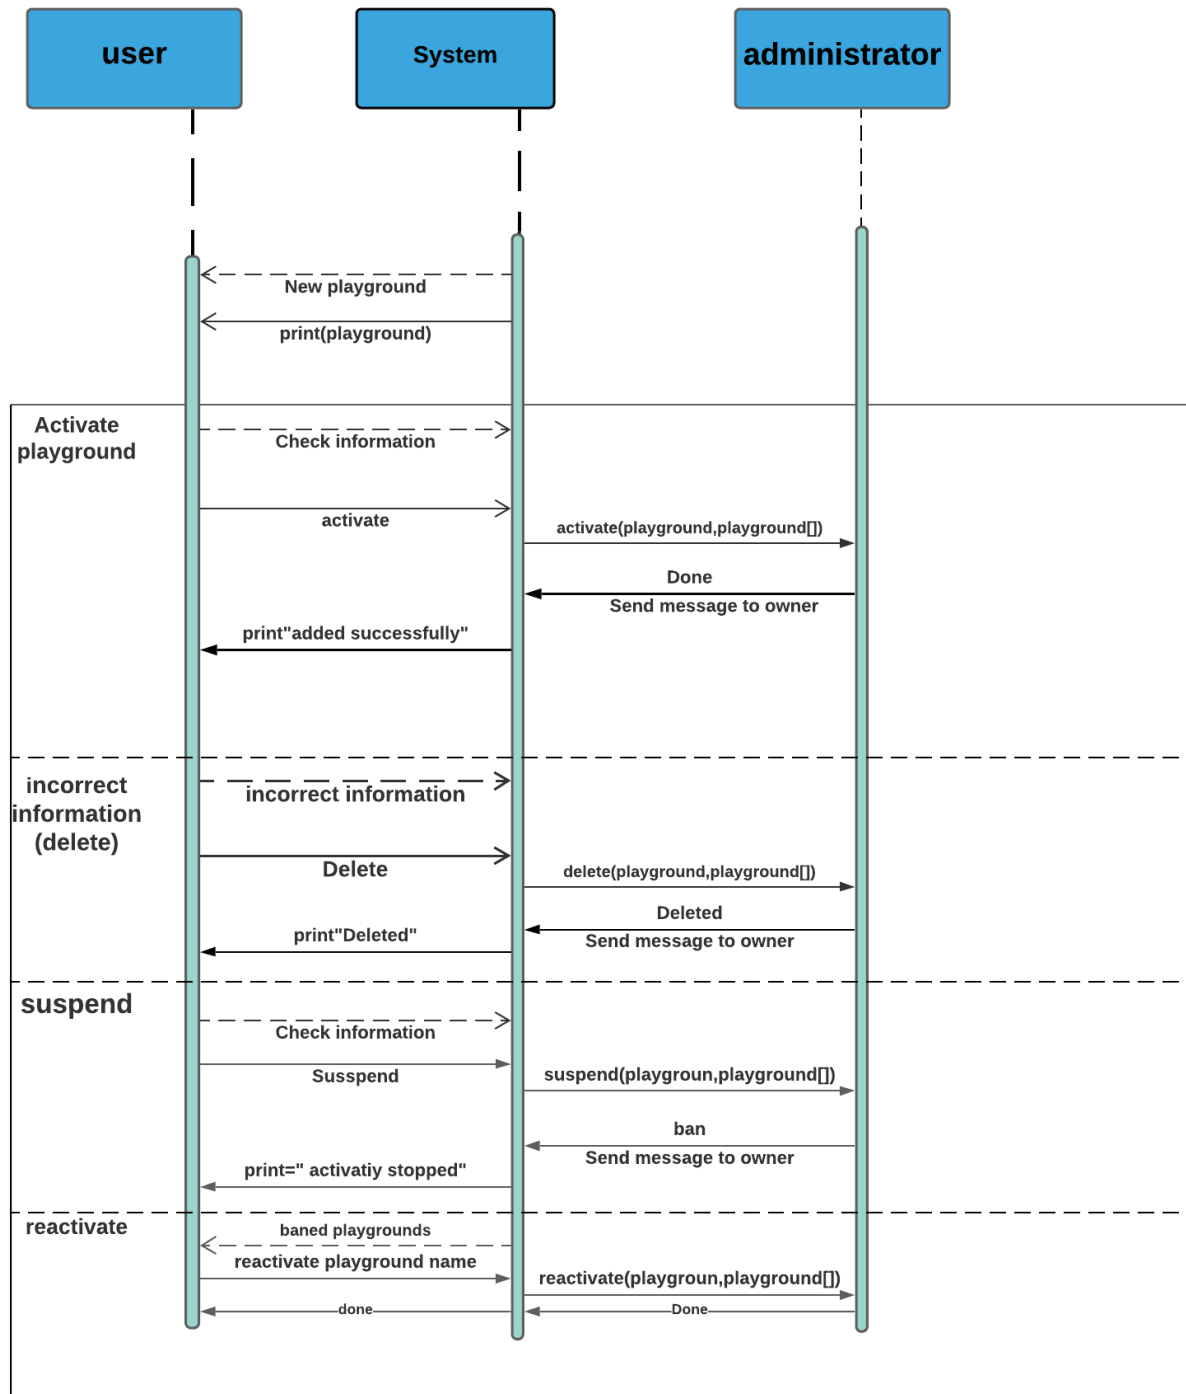 user
System
administrator
New playground
print(playground)
Activate
playground
Check information
activate
activate(playground,playground[])
Done
Send message to owner
print"added successfully"
incorrect
information
(delete)
incorrect information
Delete
delete(playground,playground[])
Deleted
Send message to owner
print"Deleted"
suspend
Check information
Susspend
suspend(playgroun,playground[])
ban
Send message to owner
print=" activatiy stopped"
reactivate
baned playgrounds
reactivate playground name
reactivate(playgroun,playground[])
done
Done